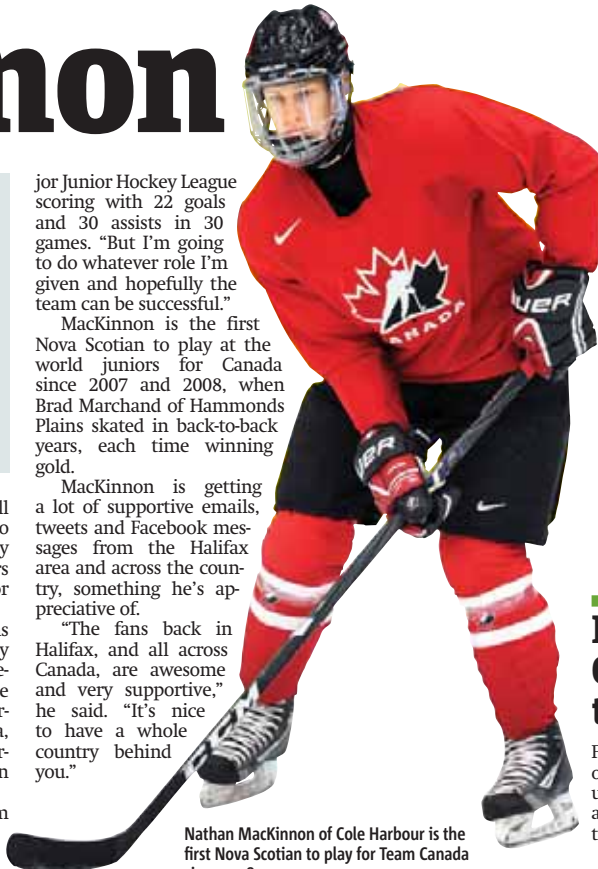 non
jor Junior Hockey League
scoring with 22 goals
and 30 assists in 30
games. “But I’m going
to do whatever role I’m
given and hopefully the
team can be successful.”
MacKinnon is the first
Nova Scotian to play at the
world juniors for Canada
since 2007 and 2008, when
Brad Marchand of Hammonds
Plains skated in back-to-back
years, each time winning
gold.
MacKinnon is getting
a lot of supportive emails,
tweets and Facebook mes-
sages from the Halifax
area and across the coun-
try, something he’s ap-
preciative of.
“The fans back in
Halifax, and all across
Canada, are awesome
and very supportive,”
he said. “It’s nice
to have a whole
country behind
you.”
CANADA
UER
UER
Nathan MacKinnon of Cole Harbour is the
first Nova Scotian to play for Team Canada